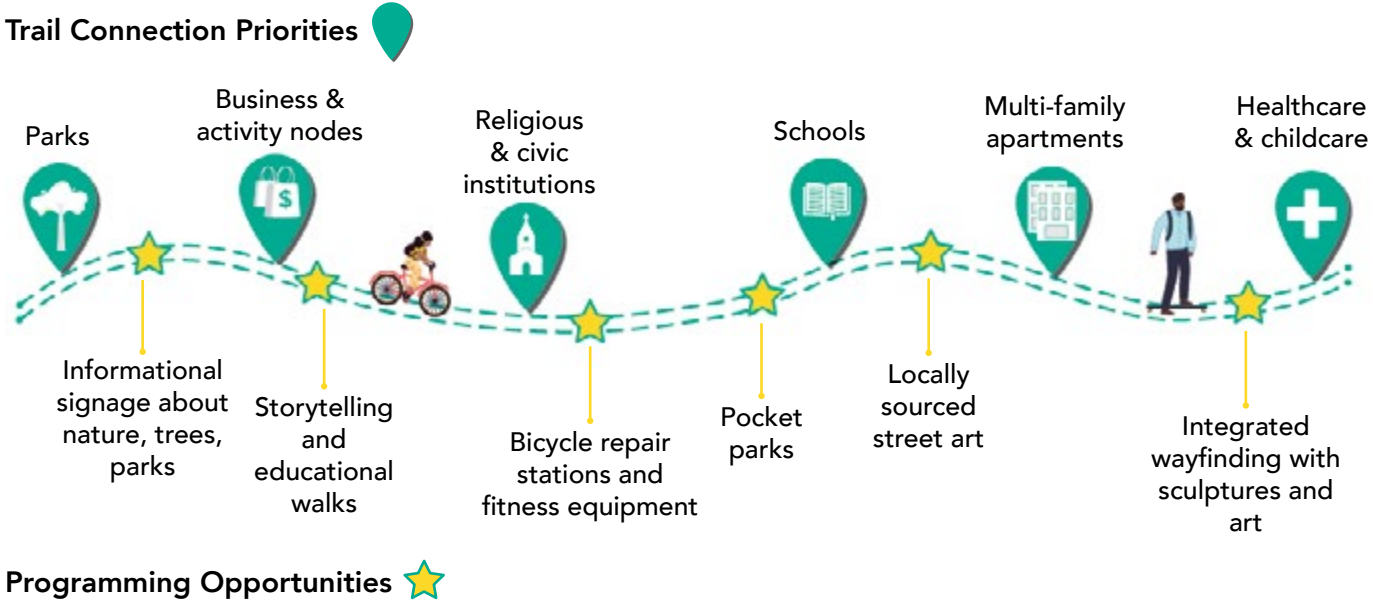 Trail Connection Priorities
Parks
Business &
activity nodes
Religious
& civic
institutions
Schools
Multi-family
apartments
Healthcare
& childcare
$
Informational
signage about
nature, trees,
parks
Storytelling
and
educational
walks
Bicycle repair
stations and
fitness equipment
Pocket
parks
Locally
sourced
street art
Integrated
wayfinding with
sculptures and
art
Programming Opportunities